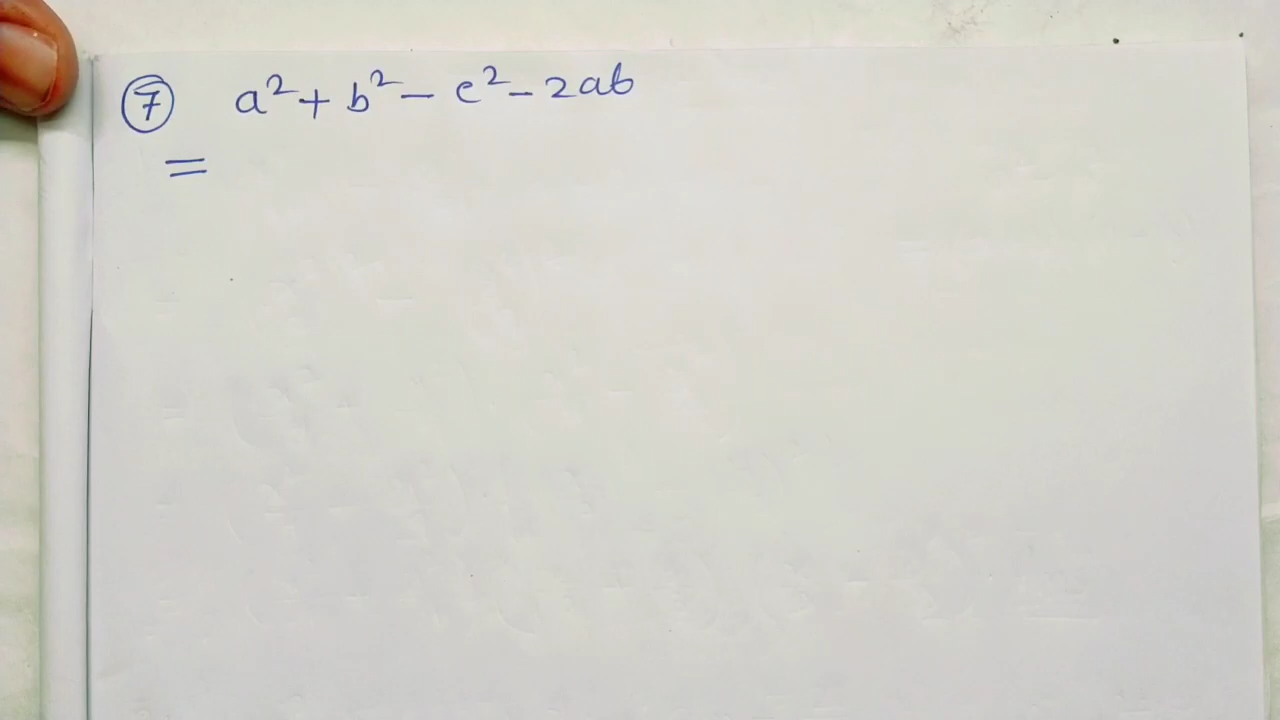 ⑦ a² + b² - c² - 2ab
=